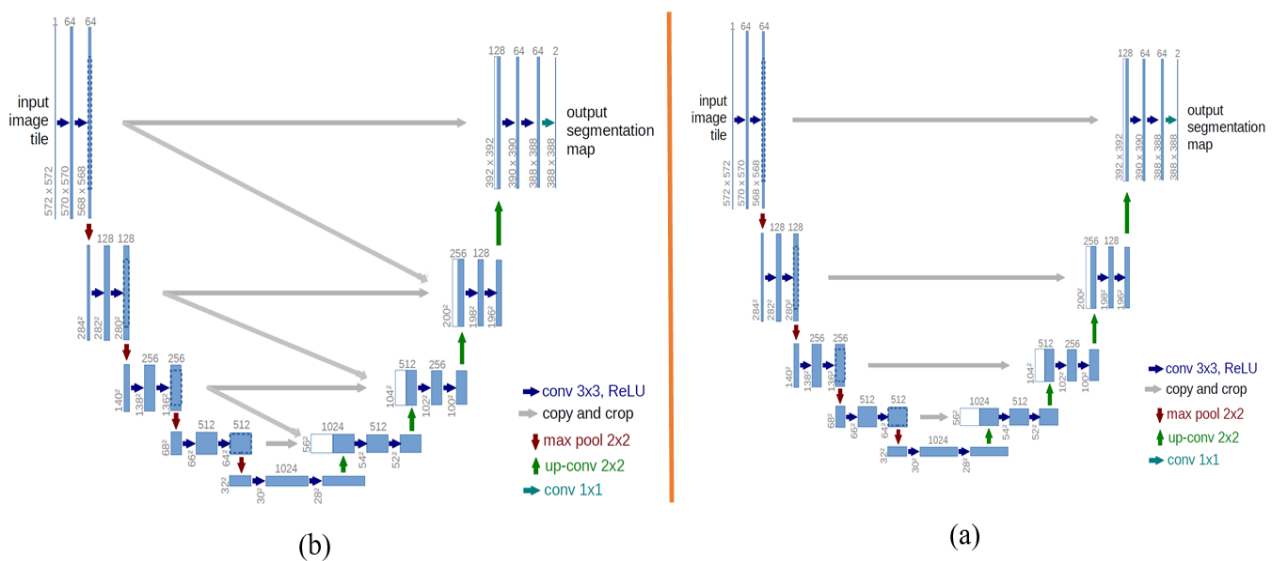 1 64 64
input
image
tile
572 x 572
570 x 570
568 x 568
128 64 64 2
392 x 392
390 x 390
388 x 388
388 x 388
output
segmentation
map
128 128
284²
282²
280²
256 128
200²
198²
196²
256 256
140²
138²
136²
512 256
104²
102²
100²
512 512
68²
66²
64²
1024 512
56²
54²
52²
1024
32²
30²
28²
conv 3x3, ReLU
copy and crop
max pool 2x2
up-conv 2x2
conv 1x1
(b)
1 64 64
input
image
tile
572 x 572
570 x 570
568 x 568
128 64 64 2
392 x 392
390 x 390
388 x 388
388 x 388
output
segmentation
map
128 128
284²
282²
280²
256 128
200²
198²
196²
256 256
140²
138²
136²
512 256
104²
102²
100²
512 512
68²
66²
64²
1024 512
56²
54²
52²
1024
32²
30²
28²
conv 3x3, ReLU
copy and crop
max pool 2x2
up-conv 2x2
conv 1x1
(a)